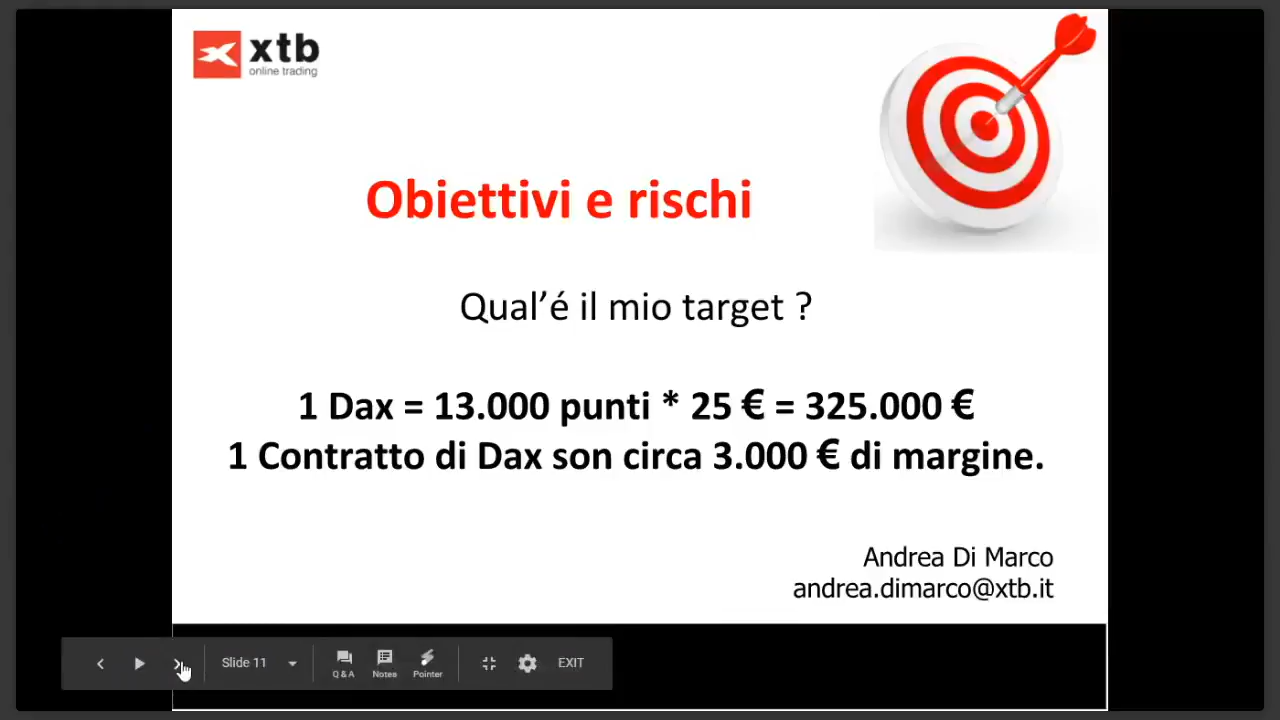 xtb
online trading
Obiettivi e rischi
Qual’é il mio target ?
1 Dax = 13.000 punti * 25 € = 325.000 €
1 Contratto di Dax son circa 3.000 € di margine.
Andrea Di Marco
andrea.dimarco@xtb.it
Slide 11
Q & A
Notes
Pointer
EXIT